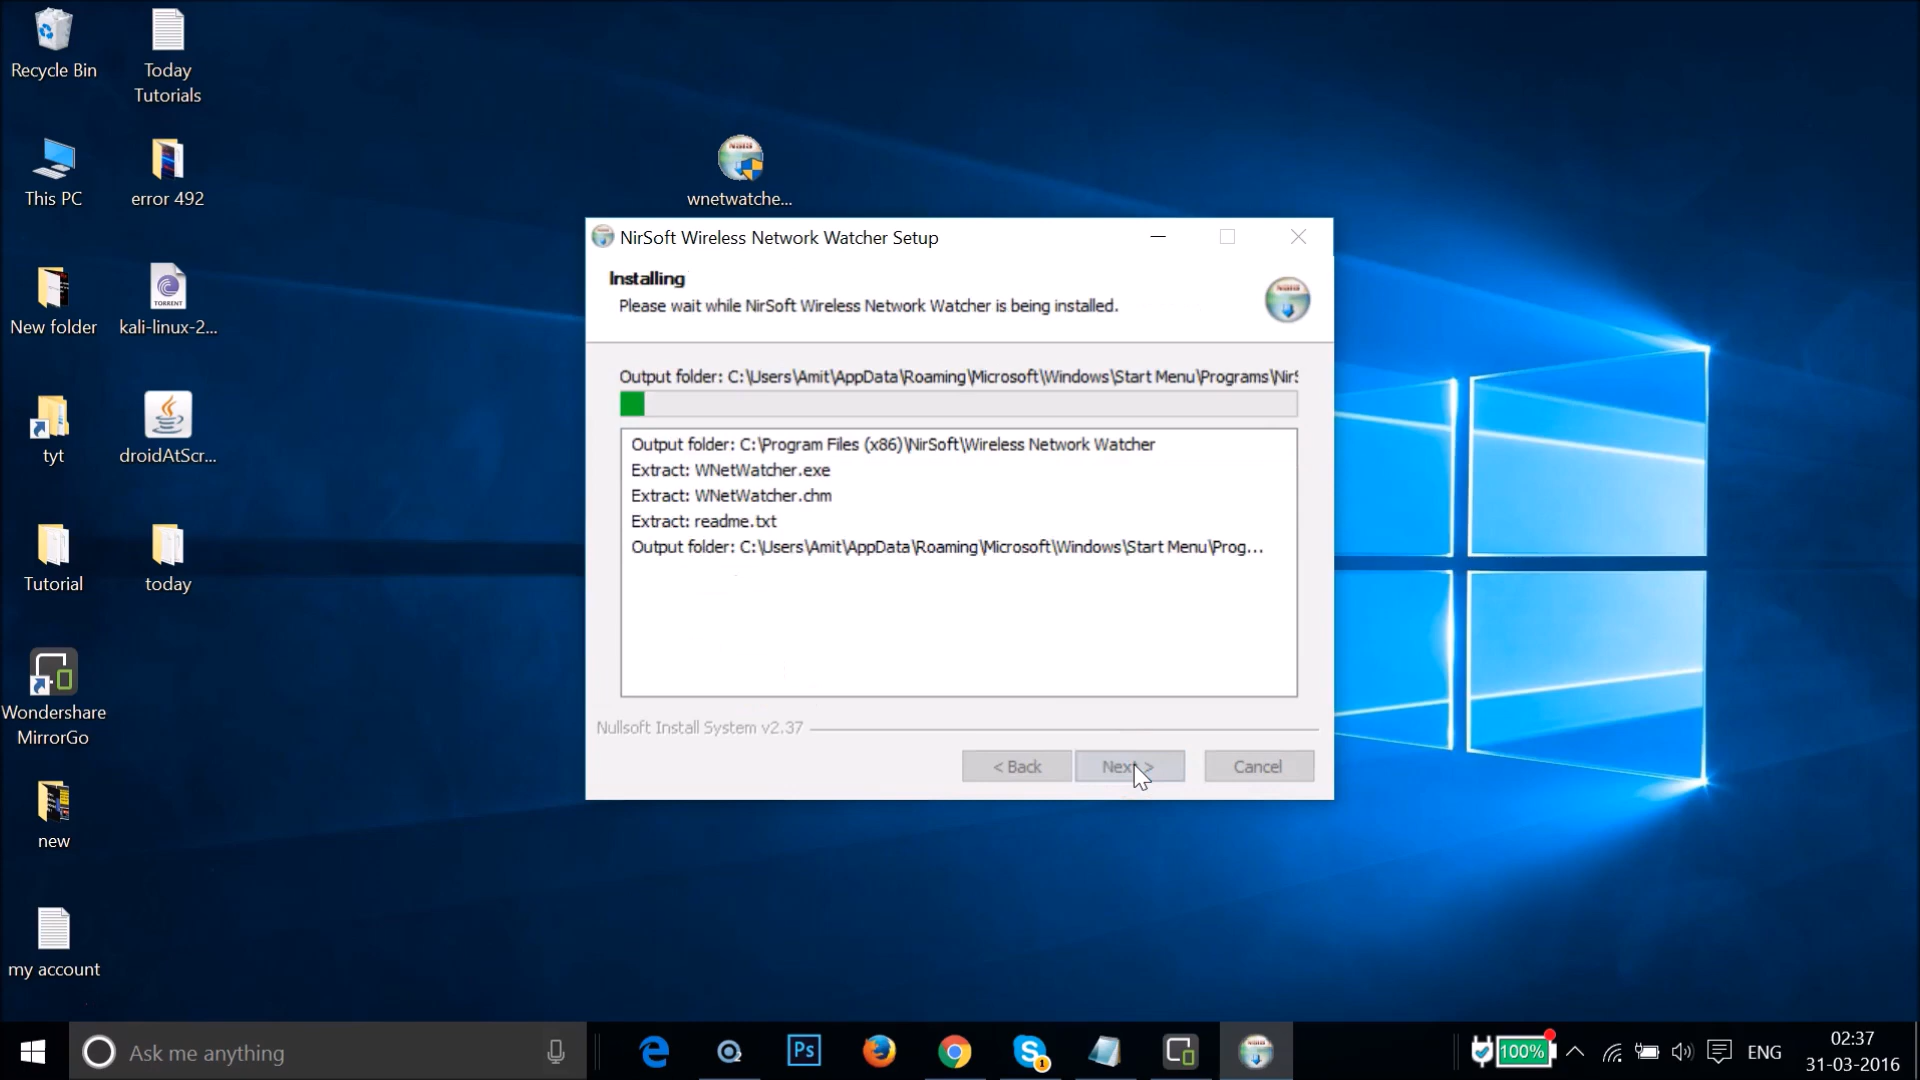 Recycle Bin
Today
Tutorials
This PC
error 492
wnetwatche...
New folder
TORRENT
kali-linux-2...
tyt
droidAtScr...
Tutorial
today
Wondershare
MirrorGo
new
my account
NirSoft Wireless Network Watcher Setup
Installing
Please wait while NirSoft Wireless Network Watcher is being installed.
Output folder: C:\Users\Amit\AppData\Roaming\Microsoft\Windows\Start Menu\Programs\NirS
Output folder: C:\Program Files (x86)\NirSoft\Wireless Network Watcher
Extract: WNetWatcher.exe
Extract: WNetWatcher.chm
Extract: readme.txt
Output folder: C:\Users\Amit\AppData\Roaming\Microsoft\Windows\Start Menu\Prog...
Nullsoft Install System v2.37
< Back
Next >
Cancel
Ask me anything
Ps
1
100%
ENG
02:37
31-03-2016